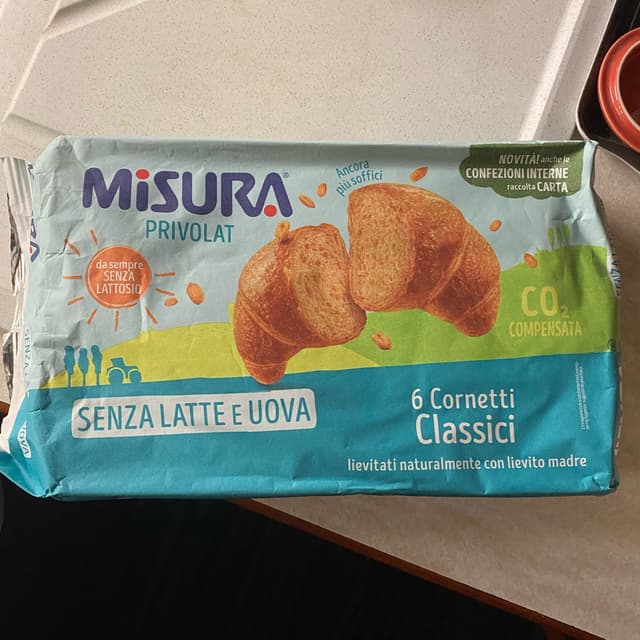 MiSURA®
PRIVOLAT
da sempre
SENZA
LATTOSIO
Ancora
più soffici
NOVITÀ! anche le
CONFEZIONI INTERNE
raccolta CARTA
CO2
COMPENSATA
SENZA LATTE E UOVA
6 Cornetti
Classici
lievitati naturalmente con lievito madre